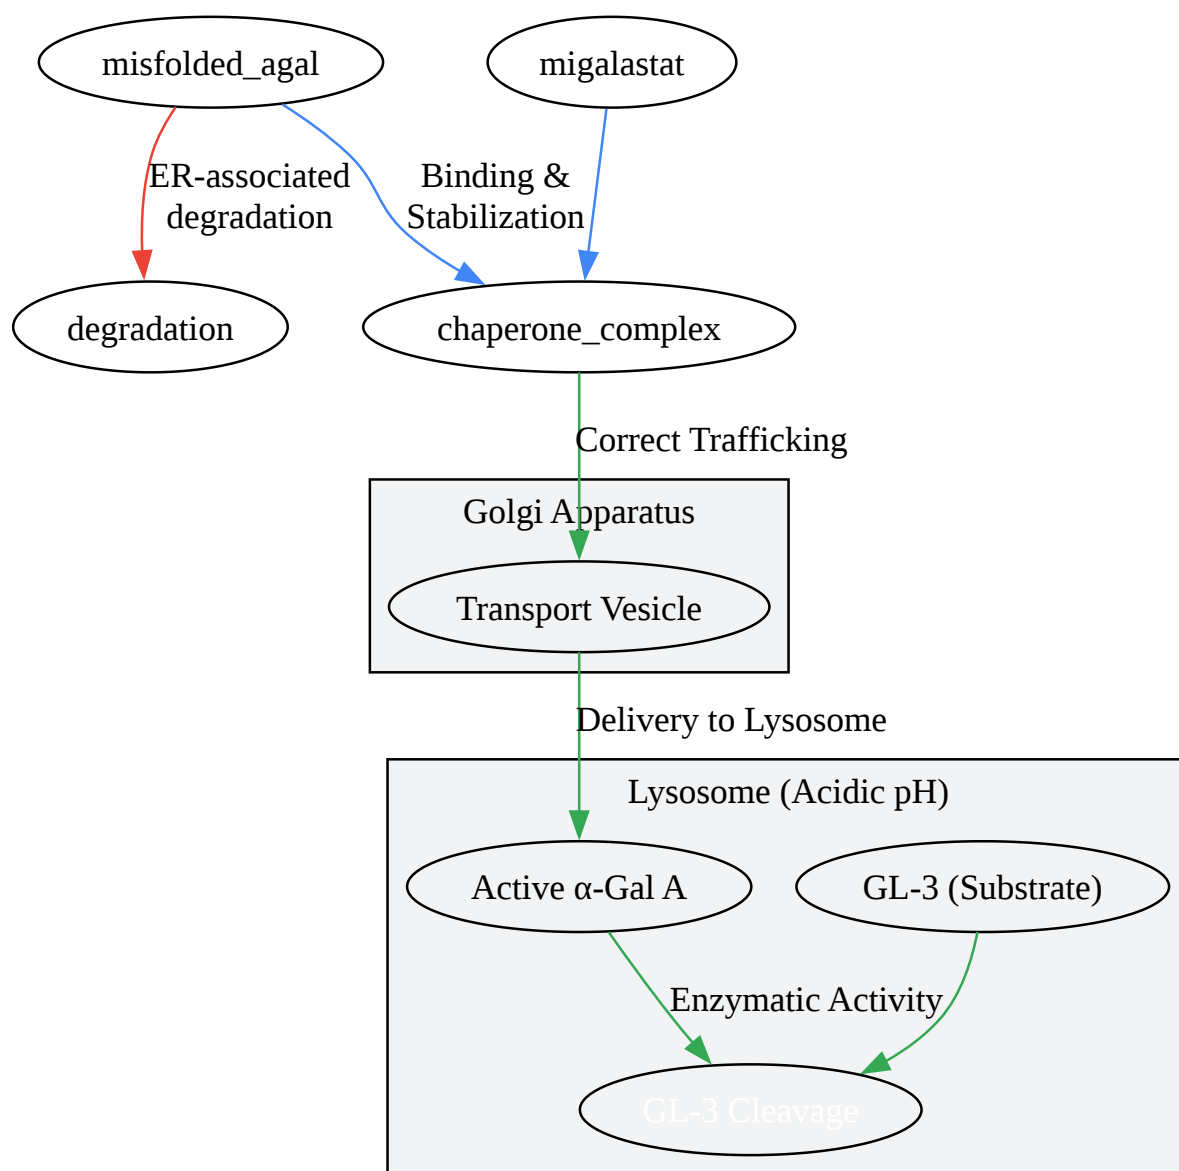 misfolded_agal
migalastat
ER-associated
degradation
Binding &
Stabilization
degradation
chaperone_complex
Correct Trafficking
Golgi Apparatus
Transport Vesicle
Delivery to Lysosome
Lysosome (Acidic pH)
Active α-Gal A
GL-3 (Substrate)
Enzymatic Activity
GL-3 Cleavage